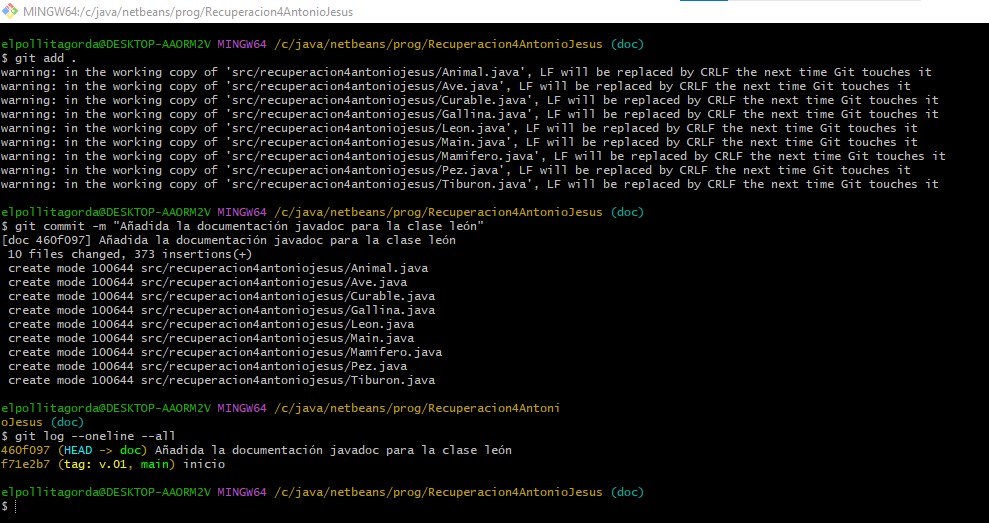 MINGW64:/c/java/netbeans/prog/Recuperacion4AntonioJesus
elpollitagorda@DESKTOP-AAORM2V MINGW64 /c/java/netbeans/prog/Recuperacion4AntonioJesus (doc)
$ git add .
warning: in the working copy of 'src/recuperacion4antoniojesus/Animal.java', LF will be replaced by CRLF the next time Git touches it
warning: in the working copy of 'src/recuperacion4antoniojesus/Ave.java', LF will be replaced by CRLF the next time Git touches it
warning: in the working copy of 'src/recuperacion4antoniojesus/Curable.java', LF will be replaced by CRLF the next time Git touches it
warning: in the working copy of 'src/recuperacion4antoniojesus/Gallina.java', LF will be replaced by CRLF the next time Git touches it
warning: in the working copy of 'src/recuperacion4antoniojesus/Leon.java', LF will be replaced by CRLF the next time Git touches it
warning: in the working copy of 'src/recuperacion4antoniojesus/Main.java', LF will be replaced by CRLF the next time Git touches it
warning: in the working copy of 'src/recuperacion4antoniojesus/Mamifero.java', LF will be replaced by CRLF the next time Git touches it
warning: in the working copy of 'src/recuperacion4antoniojesus/Pez.java', LF will be replaced by CRLF the next time Git touches it
warning: in the working copy of 'src/recuperacion4antoniojesus/Tiburon.java', LF will be replaced by CRLF the next time Git touches it
elpollitagorda@DESKTOP-AAORM2V MINGW64 /c/java/netbeans/prog/Recuperacion4AntonioJesus (doc)
$ git commit -m "Añadida la documentación javadoc para la clase león"
[doc 460f097] Añadida la documentación javadoc para la clase león
10 files changed, 373 insertions(+)
create mode 100644 src/recuperacion4antoniojesus/Animal.java
create mode 100644 src/recuperacion4antoniojesus/Ave.java
create mode 100644 src/recuperacion4antoniojesus/Curable.java
create mode 100644 src/recuperacion4antoniojesus/Gallina.java
create mode 100644 src/recuperacion4antoniojesus/Leon.java
create mode 100644 src/recuperacion4antoniojesus/Main.java
create mode 100644 src/recuperacion4antoniojesus/Mamifero.java
create mode 100644 src/recuperacion4antoniojesus/Pez.java
create mode 100644 src/recuperacion4antoniojesus/Tiburon.java
elpollitagorda@DESKTOP-AAORM2V MINGW64 /c/java/netbeans/prog/Recuperacion4Antoni
oJesus (doc)
$ git log --oneline --all
460f097 (HEAD -> doc) Añadida la documentación javadoc para la clase león
f71e2b7 (tag: v.01, main) inicio
elpollitagorda@DESKTOP-AAORM2V MINGW64 /c/java/netbeans/prog/Recuperacion4AntonioJesus (doc)
$